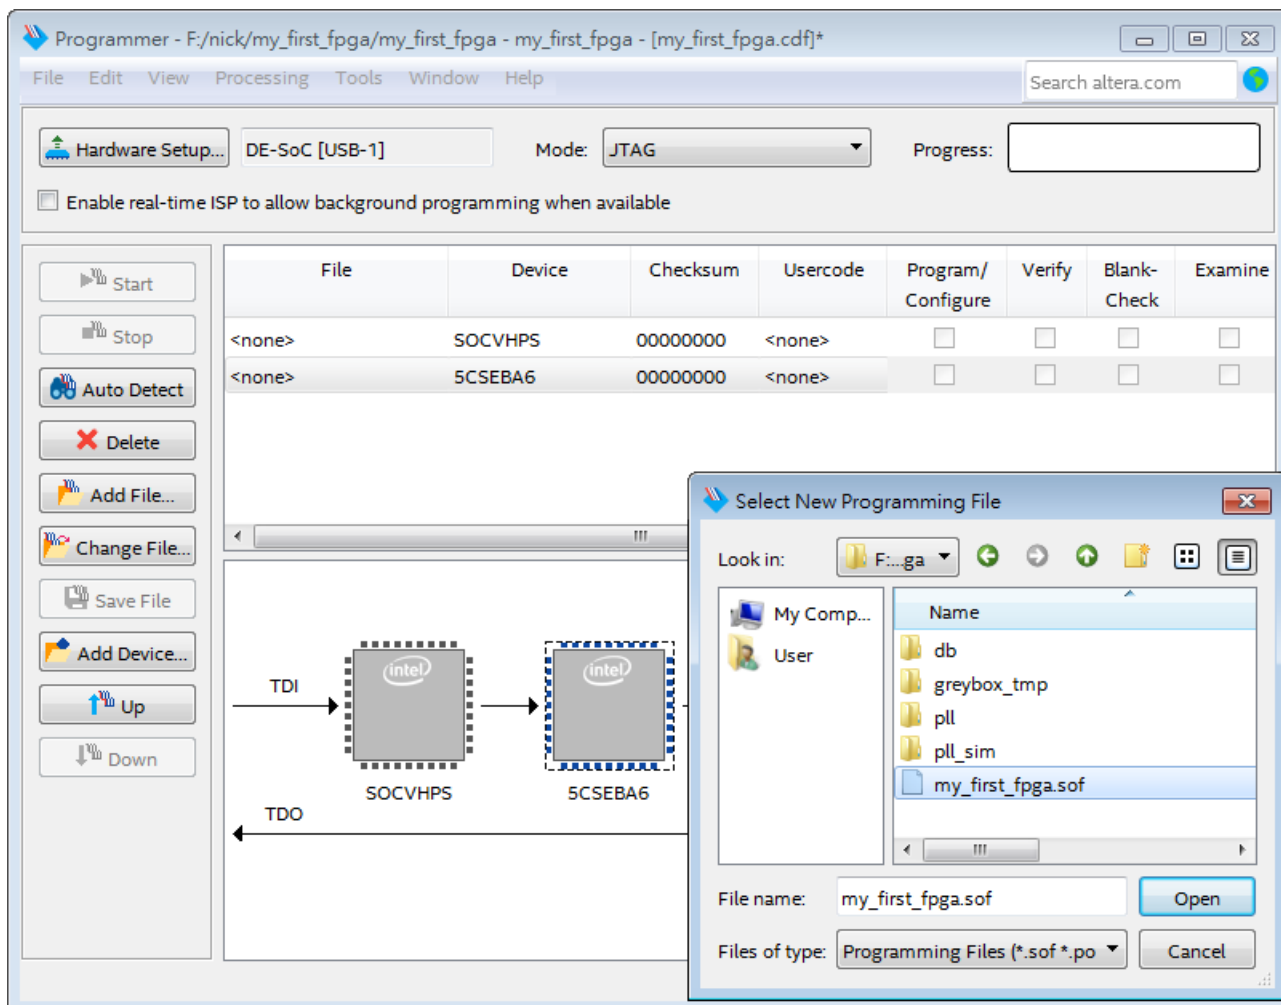 Programmer - F:/nick/my_first_fpga/my_first_fpga - my_first_fpga - [my_first_fpga.cdf]*
File Edit View Processing Tools Window Help
Search altera.com
Hardware Setup... DE-SoC [USB-1] Mode: JTAG Progress:
Enable real-time ISP to allow background programming when available
Start
Stop
Auto Detect
Delete
Add File...
Change File...
Save File
Add Device...
Up
Down
File Device Checksum Usercode Program/ Verify Blank- Examine
Configure Check
<none> SOCVHPS 00000000 <none>
<none> 5CSEBA6 00000000 <none>
TDI
intel
intel
SOCVHPS
5CSEBA6
TDO
Select New Programming File
Look in: F:...ga
My Comp...
User
Name
db
greybox_tmp
pll
pll_sim
my_first_fpga.sof
File name: my_first_fpga.sof Open
Files of type: Programming Files (*.sof *.po Cancel